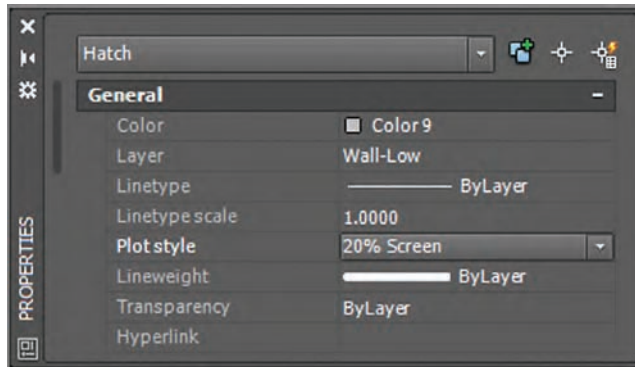 Hatch
General
Color Color 9
Layer Wall-Low
Linetype ByLayer
Linetype scale 1.0000
Plot style 20% Screen
Lineweight ByLayer
Transparency ByLayer
Hyperlink
PROPERTIES